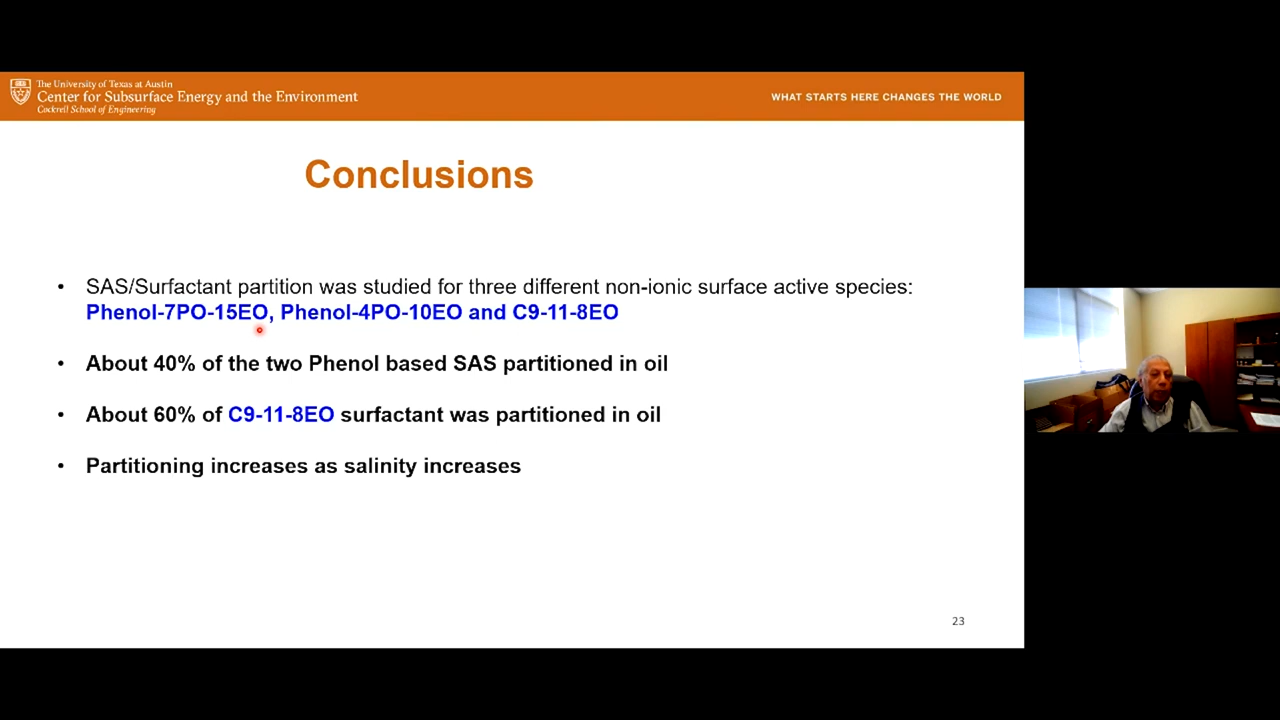 The University of Texas at Austin
Center for Subsurface Energy and the Environment
Cockrell School of Engineering
WHAT STARTS HERE CHANGES THE WORLD
Conclusions
• SAS/Surfactant partition was studied for three different non-ionic surface active species:
Phenol-7PO-15EO, Phenol-4PO-10EO and C9-11-8EO
• About 40% of the two Phenol based SAS partitioned in oil
• About 60% of C9-11-8EO surfactant was partitioned in oil
• Partitioning increases as salinity increases
23